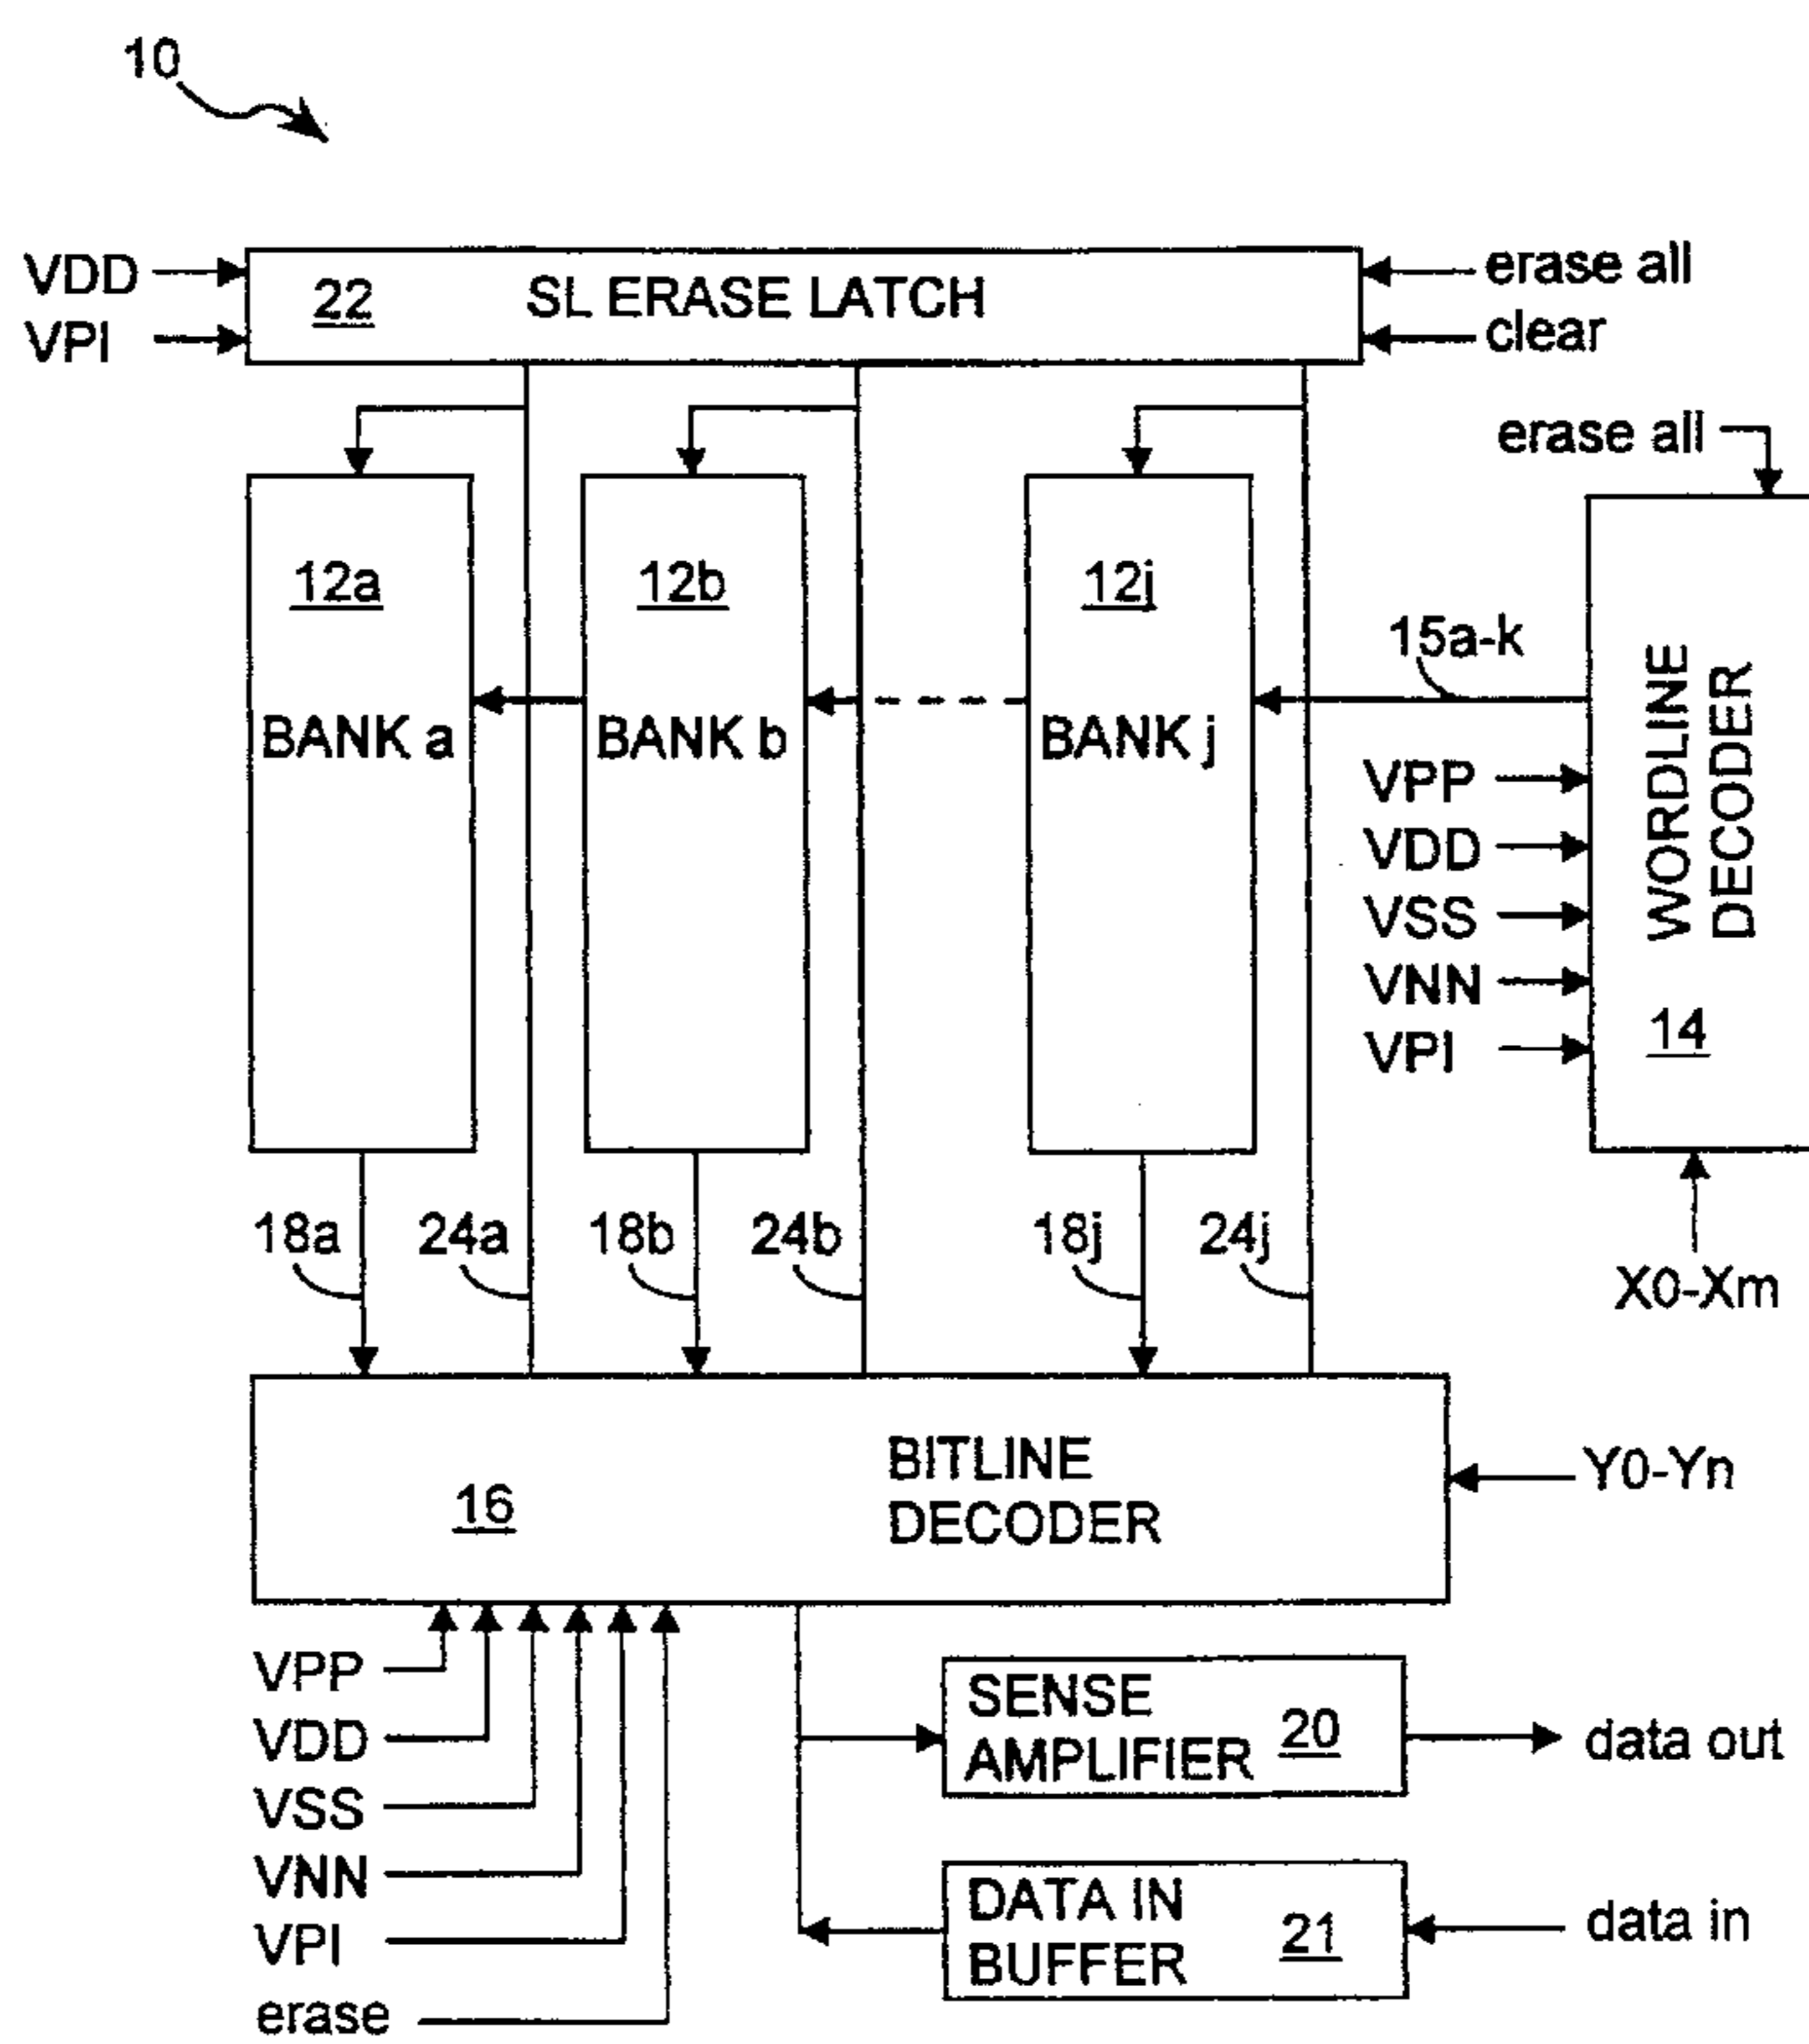 10
VDD
VPI
22
SL ERASE LATCH
erase all
clear
erase all
12a
BANK a
12b
BANK b
12j
BANK j
15a-k
VPP
VDD
VSS
VNN
VPI
WORDLINE
DECODER
14
X0-Xm
18a
24a
18b
24b
18j
24j
16
BITLINE
DECODER
Y0-Yn
VPP
VDD
VSS
VNN
VPI
erase
SENSE
AMPLIFIER
20
data out
DATA IN
BUFFER
21
data in